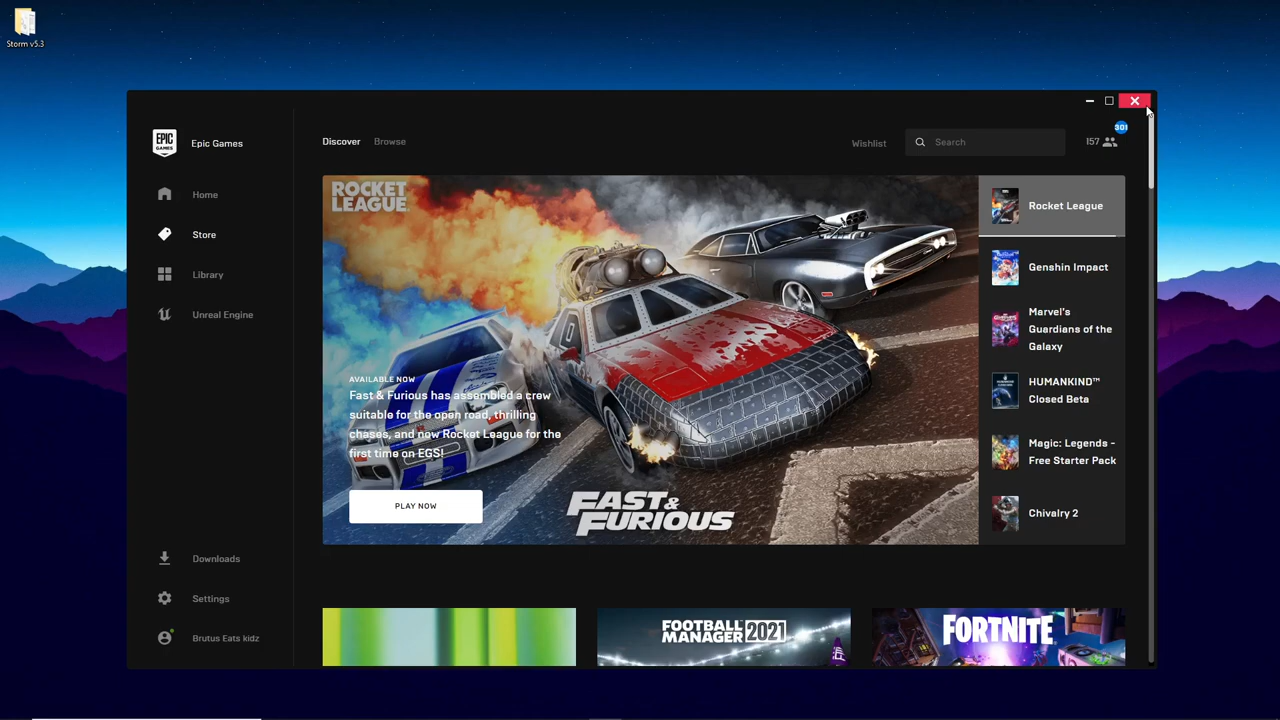 Storm v5.3
EPIC
GAMES
Epic Games
Home
Store
Library
Unreal Engine
Downloads
Settings
Brutus Eats kidz
Discover
Browse
Wishlist
Search
157
301
ROCKET
LEAGUE
AVAILABLE NOW
Fast & Furious has assembled a crew
suitable for the open road, thrilling
chases, and now Rocket League for the
first time on EGS!
PLAY NOW
FAST &
FURIOUS
Rocket League
Genshin Impact
Marvel's
Guardians of the
Galaxy
HUMANKIND™
Closed Beta
Magic: Legends -
Free Starter Pack
Chivalry 2
FOOTBALL
MANAGER 2021
FORTNITE